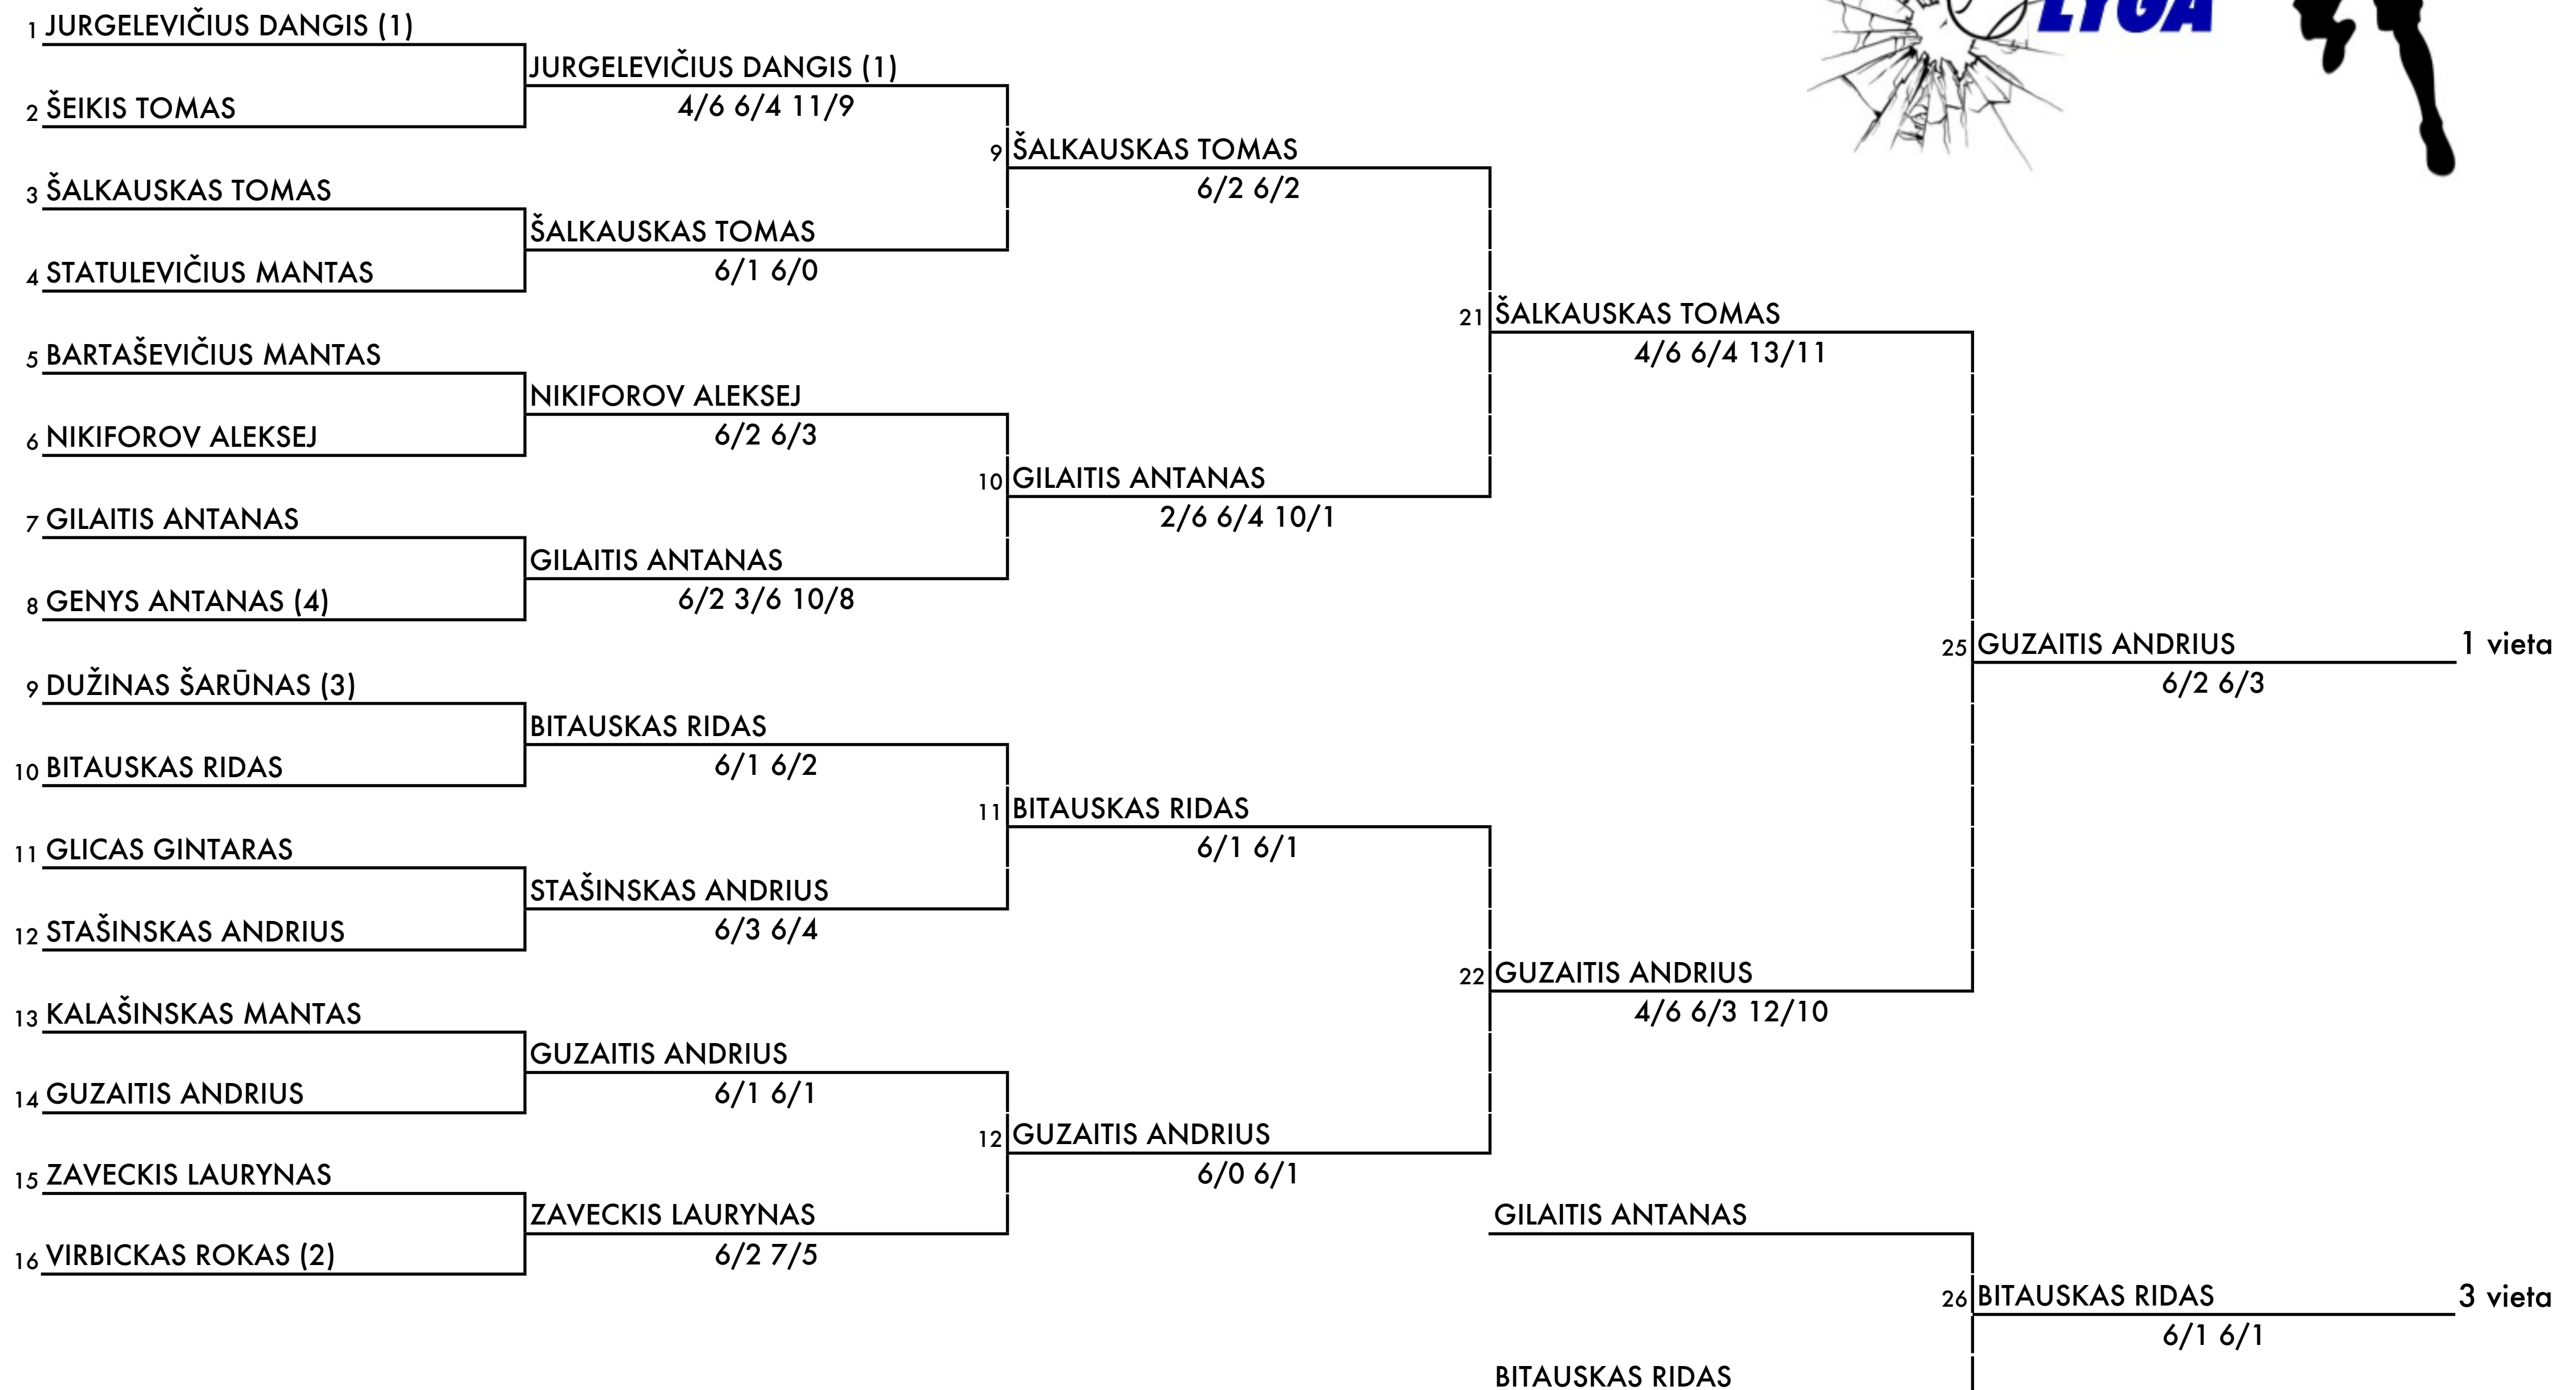 LYGA
1 JURGELEVIČIUS DANGIS (1)
JURGELEVIČIUS DANGIS (1)
4/6 6/4 11/9
2 ŠEIKIS TOMAS
9 ŠALKAUSKAS TOMAS
6/2 6/2
3 ŠALKAUSKAS TOMAS
ŠALKAUSKAS TOMAS
6/1 6/0
4 STATULEVIČIUS MANTAS
21 ŠALKAUSKAS TOMAS
4/6 6/4 13/11
5 BARTAŠEVIČIUS MANTAS
NIKIFOROV ALEKSEJ
6/2 6/3
6 NIKIFOROV ALEKSEJ
10 GILAITIS ANTANAS
2/6 6/4 10/1
7 GILAITIS ANTANAS
GILAITIS ANTANAS
6/2 3/6 10/8
8 GENYS ANTANAS (4)
25 GUZAITIS ANDRIUS 1 vieta
6/2 6/3
9 DUŽINAS ŠARŪNAS (3)
BITAUSKAS RIDAS
6/1 6/2
10 BITAUSKAS RIDAS
11 BITAUSKAS RIDAS
6/1 6/1
11 GLICAS GINTARAS
STAŠINSKAS ANDRIUS
6/3 6/4
12 STAŠINSKAS ANDRIUS
22 GUZAITIS ANDRIUS
4/6 6/3 12/10
13 KALAŠINSKAS MANTAS
GUZAITIS ANDRIUS
6/1 6/1
14 GUZAITIS ANDRIUS
12 GUZAITIS ANDRIUS
6/0 6/1
15 ZAVECKIS LAURYNAS
ZAVECKIS LAURYNAS
6/2 7/5
16 VIRBICKAS ROKAS (2)
GILAITIS ANTANAS
26 BITAUSKAS RIDAS 3 vieta
6/1 6/1
BITAUSKAS RIDAS